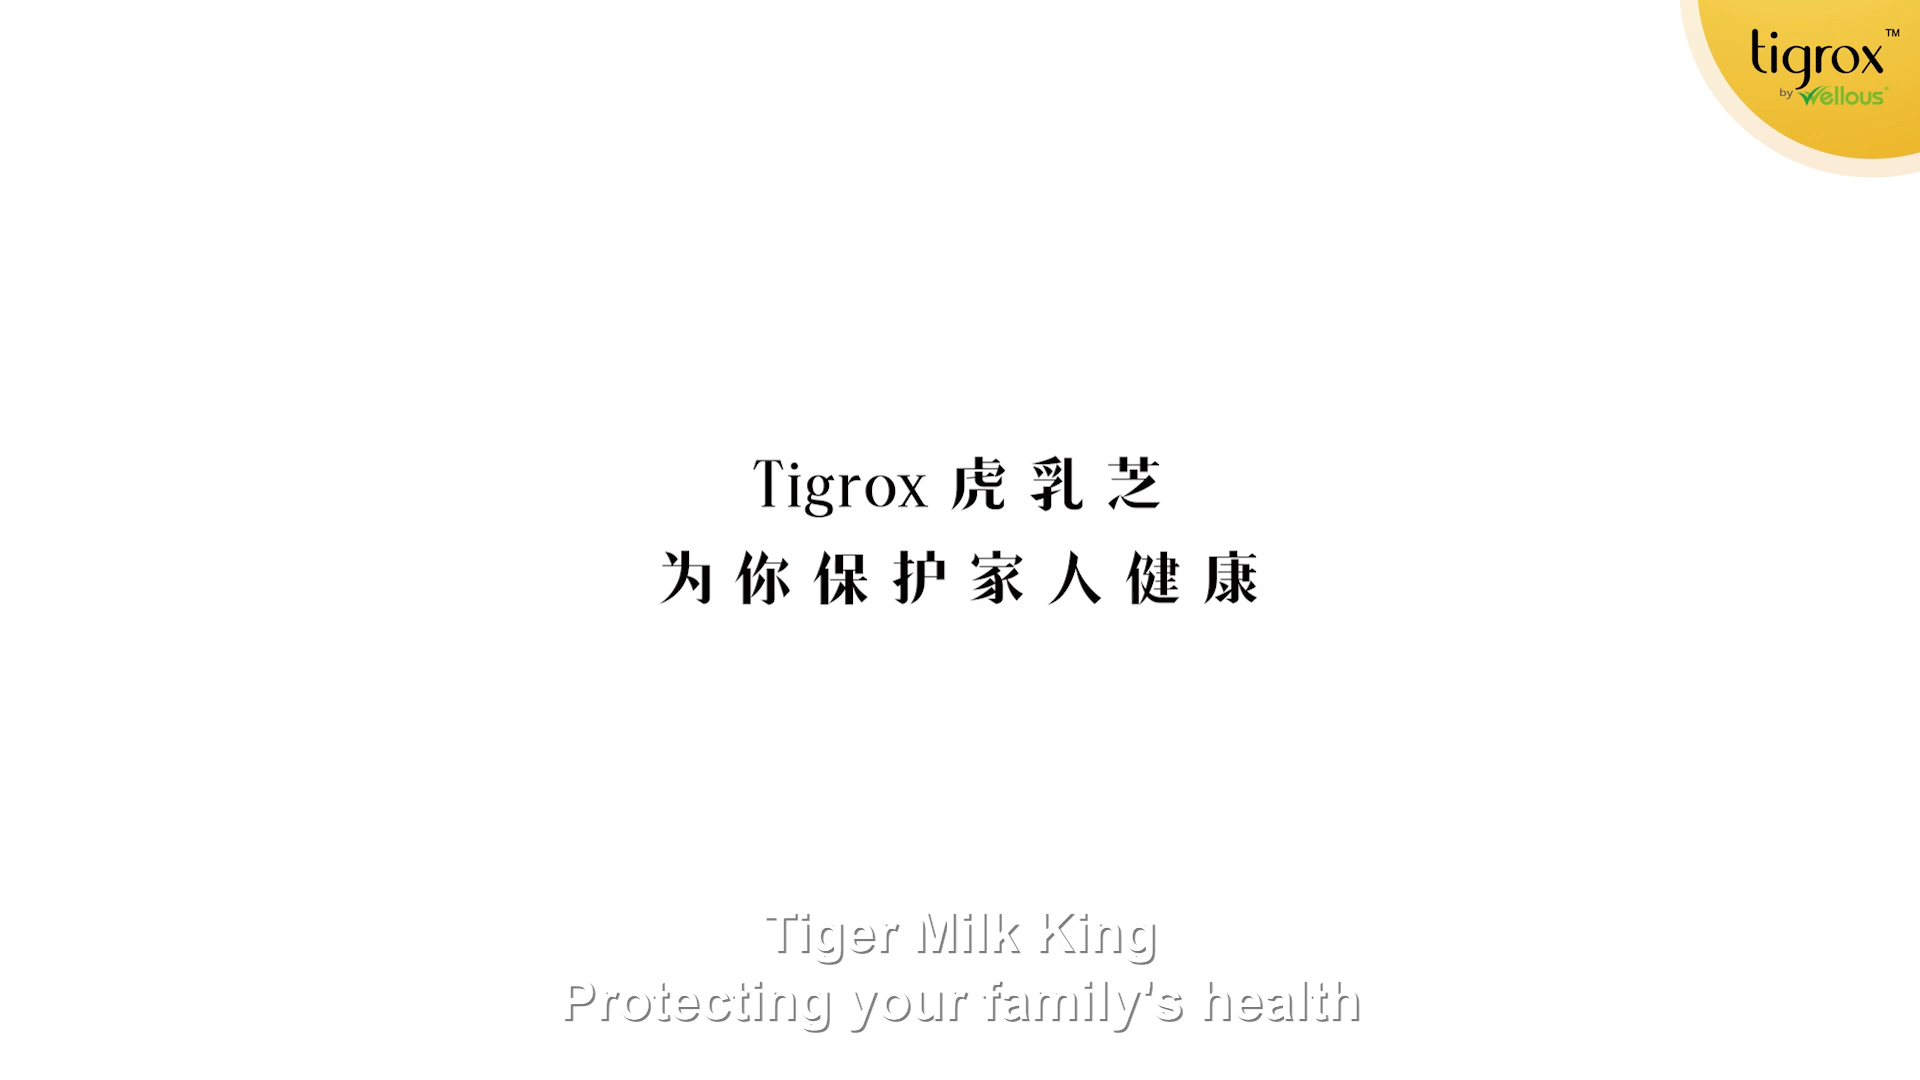 tigrox™
by wellous®
Tigrox 虎乳芝
为你保护家人健康
Tiger Milk King
Protecting your family's health